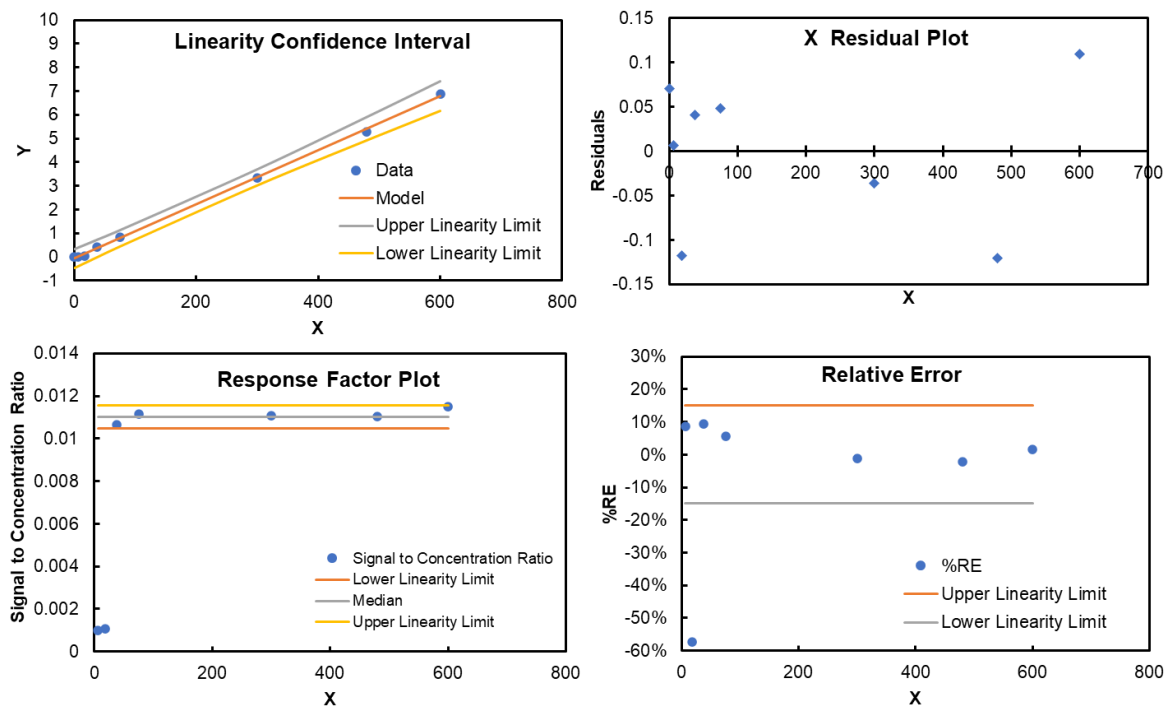 Linearity Confidence Interval
10
9
8
7
6
5
4
3
2
1
0
-1
Y
0
200
400
600
800
X
Data
Model
Upper Linearity Limit
Lower Linearity Limit
X Residual Plot
0.15
0.1
0.05
0
-0.05
-0.1
-0.15
Residuals
0
100
200
300
400
500
600
700
X
Response Factor Plot
0.014
0.012
0.01
0.008
0.006
0.004
0.002
0
Signal to Concentration Ratio
0
200
400
600
800
X
Signal to Concentration Ratio
Lower Linearity Limit
Median
Upper Linearity Limit
Relative Error
30%
20%
10%
0%
-10%
-20%
-30%
-40%
-50%
-60%
%RE
0
200
400
600
800
X
%RE
Upper Linearity Limit
Lower Linearity Limit